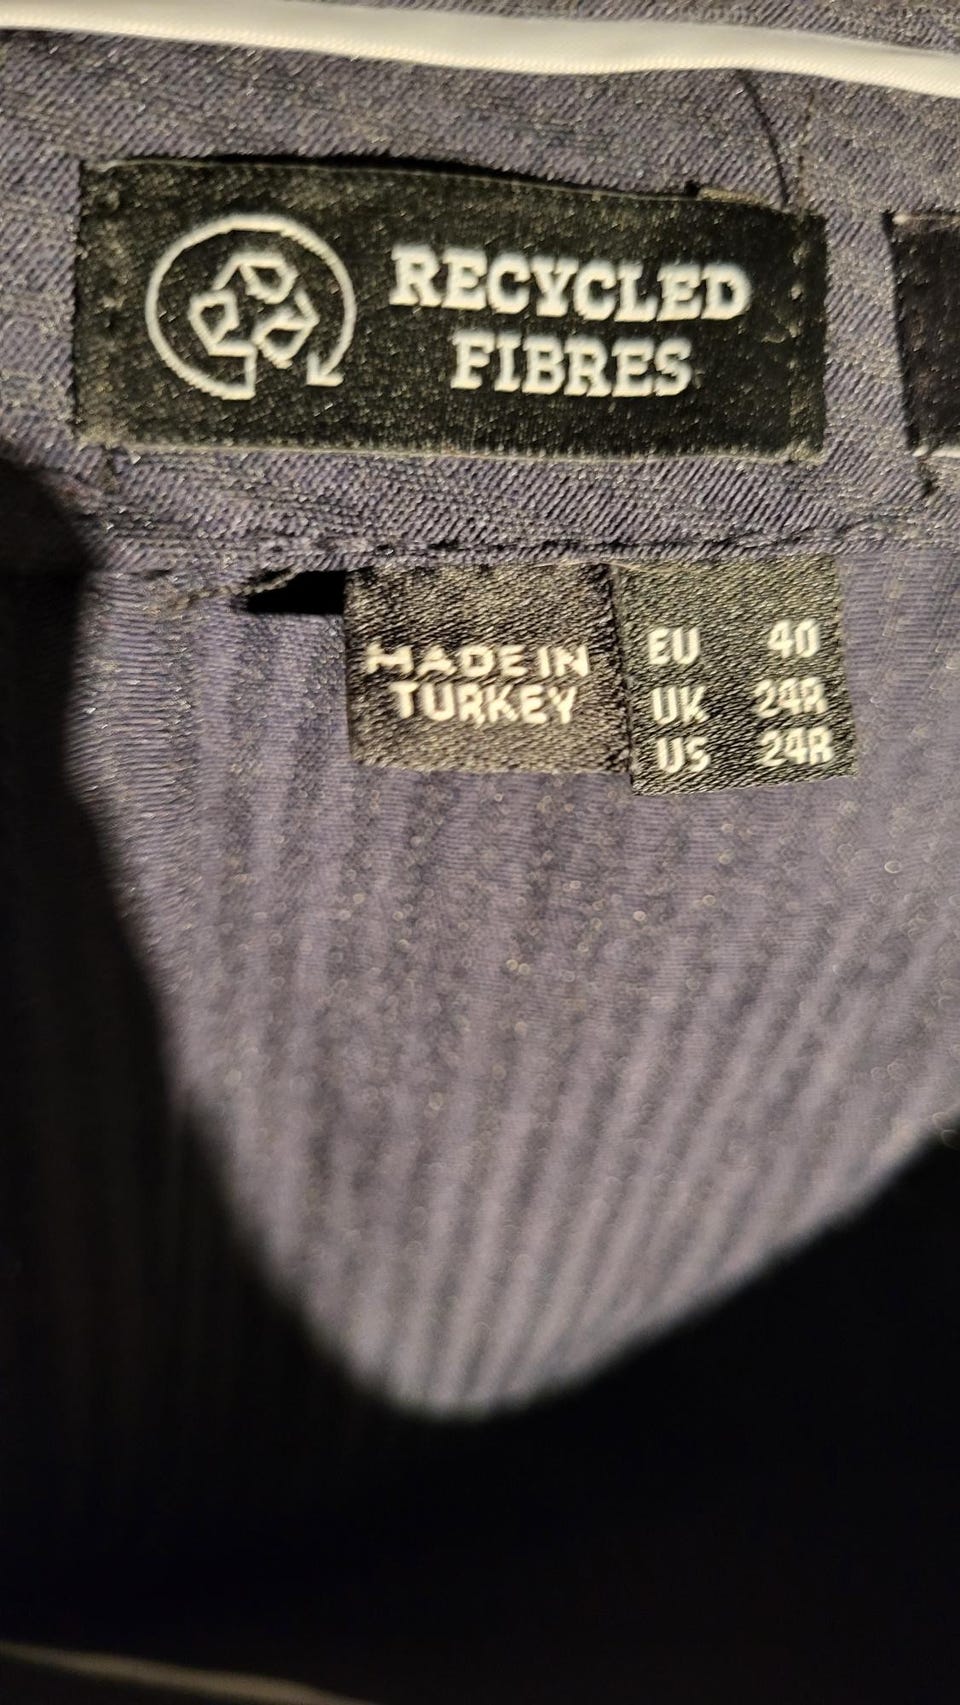 RECYCLED
FIBRES
MADE IN
TURKEY
EU 40
UK 24R
US 24R